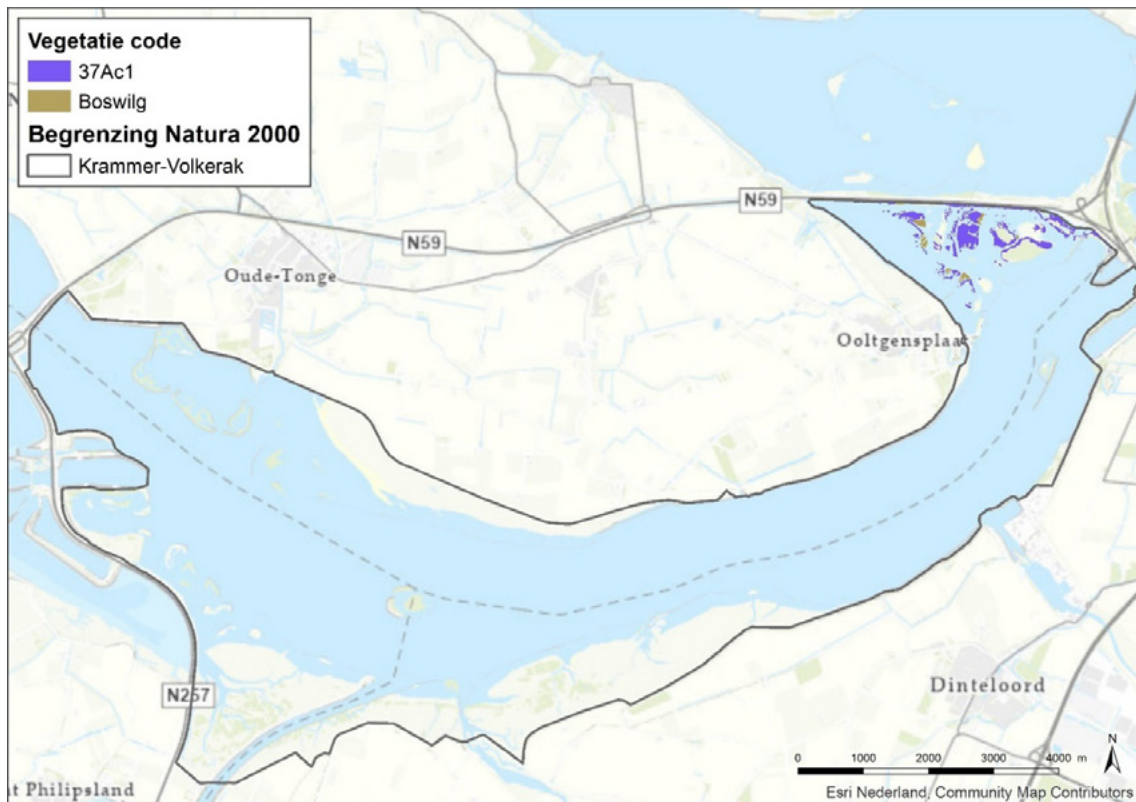 Vegetatie code
37Ac1
Boswilg
Begrenzing Natura 2000
Krammer-Volkerak
N59
N59
Oude-Tonge
Ooltgensplaat
N257
Dinteloord
N
0 1000 2000 3000 4000 m
nt Philipsland
Esri Nederland, Community Map Contributors